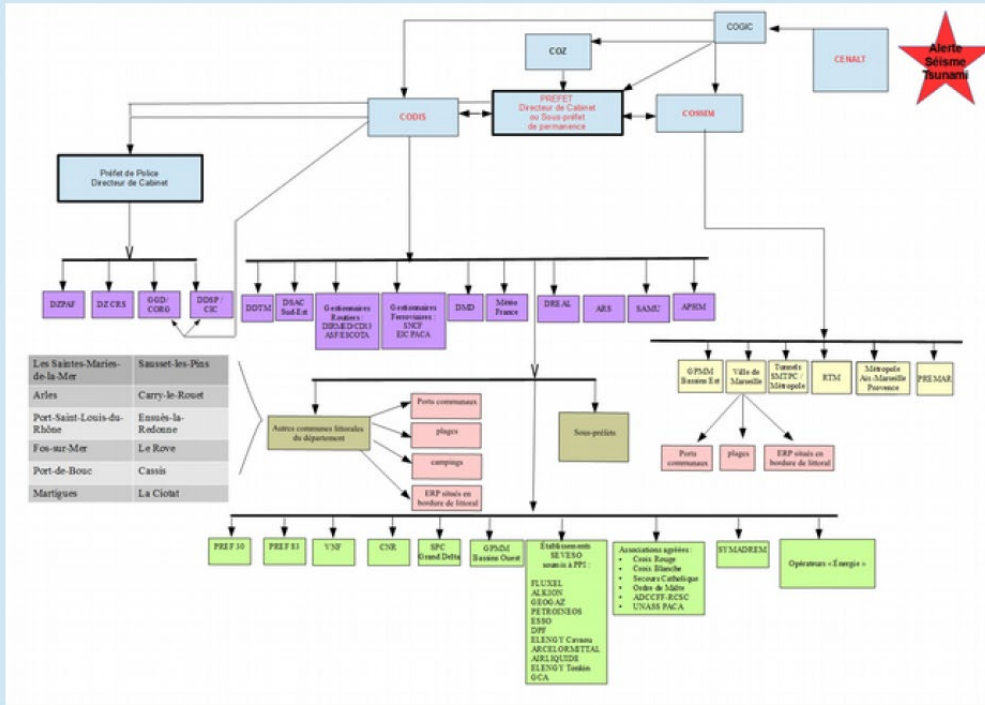 COGIC
COZ
CENALT
Alerte
Séisme
Tsunami
CODIS
PREFET
Directeur de Cabinet
ou Sous-préfet
de permanence
COSSIM
Préfet de Police
Directeur de Cabinet
DZPAF
DZ CRS
GGD/
CORG
DDSP /
CIC
DDTM
DSAC
Sud-Est
Gestionnaires
Routiers :
DIRMED/CD13
ASF/ESCOTA
Gestionnaires
Ferroviaires :
SNCF
EIC PACA
DMD
Météo
France
DREAL
ARS
SAMU
APHM
GPMM
Bassins Est
Ville de
Marseille
Tunnels
SMTPC /
Métropole
RTM
Métropole
Aix-Marseille
Provence
PREMAR
Les Saintes-Maries-
de-la-Mer
Sausset-les-Pins
Arles
Carry-le-Rouet
Port-Saint-Louis-du-
Rhône
Ensuès-la-
Redonne
Fos-sur-Mer
Le Rove
Port-de-Bouc
Cassis
Martigues
La Ciotat
Autres communes littorales
du département
Ports communaux
plages
campings
ERP situés en
bordure de littoral
Sous-préfets
Ports
communaux
plages
ERP situés en
bordure de littoral
PREF 30
PREF 83
VNF
CNR
SPC
Grand Delta
GPMM
Bassins Ouest
Etablissements
SEVESO
soumis à PPI :
FLUXEL
ALKION
GEOGAZ
PETROINEOS
ESSO
DPF
ELENGY Cavaou
ARCELORMITTAL
AIRLIQUIDE
ELENGY Tonkin
GCA
Associations agréées :
• Croix Rouge
• Croix Blanche
• Secours Catholique
• Ordre de Malte
• ADCCFF-RCSC
• UNASS PACA
SYMADREM
Opérateurs « Énergie »